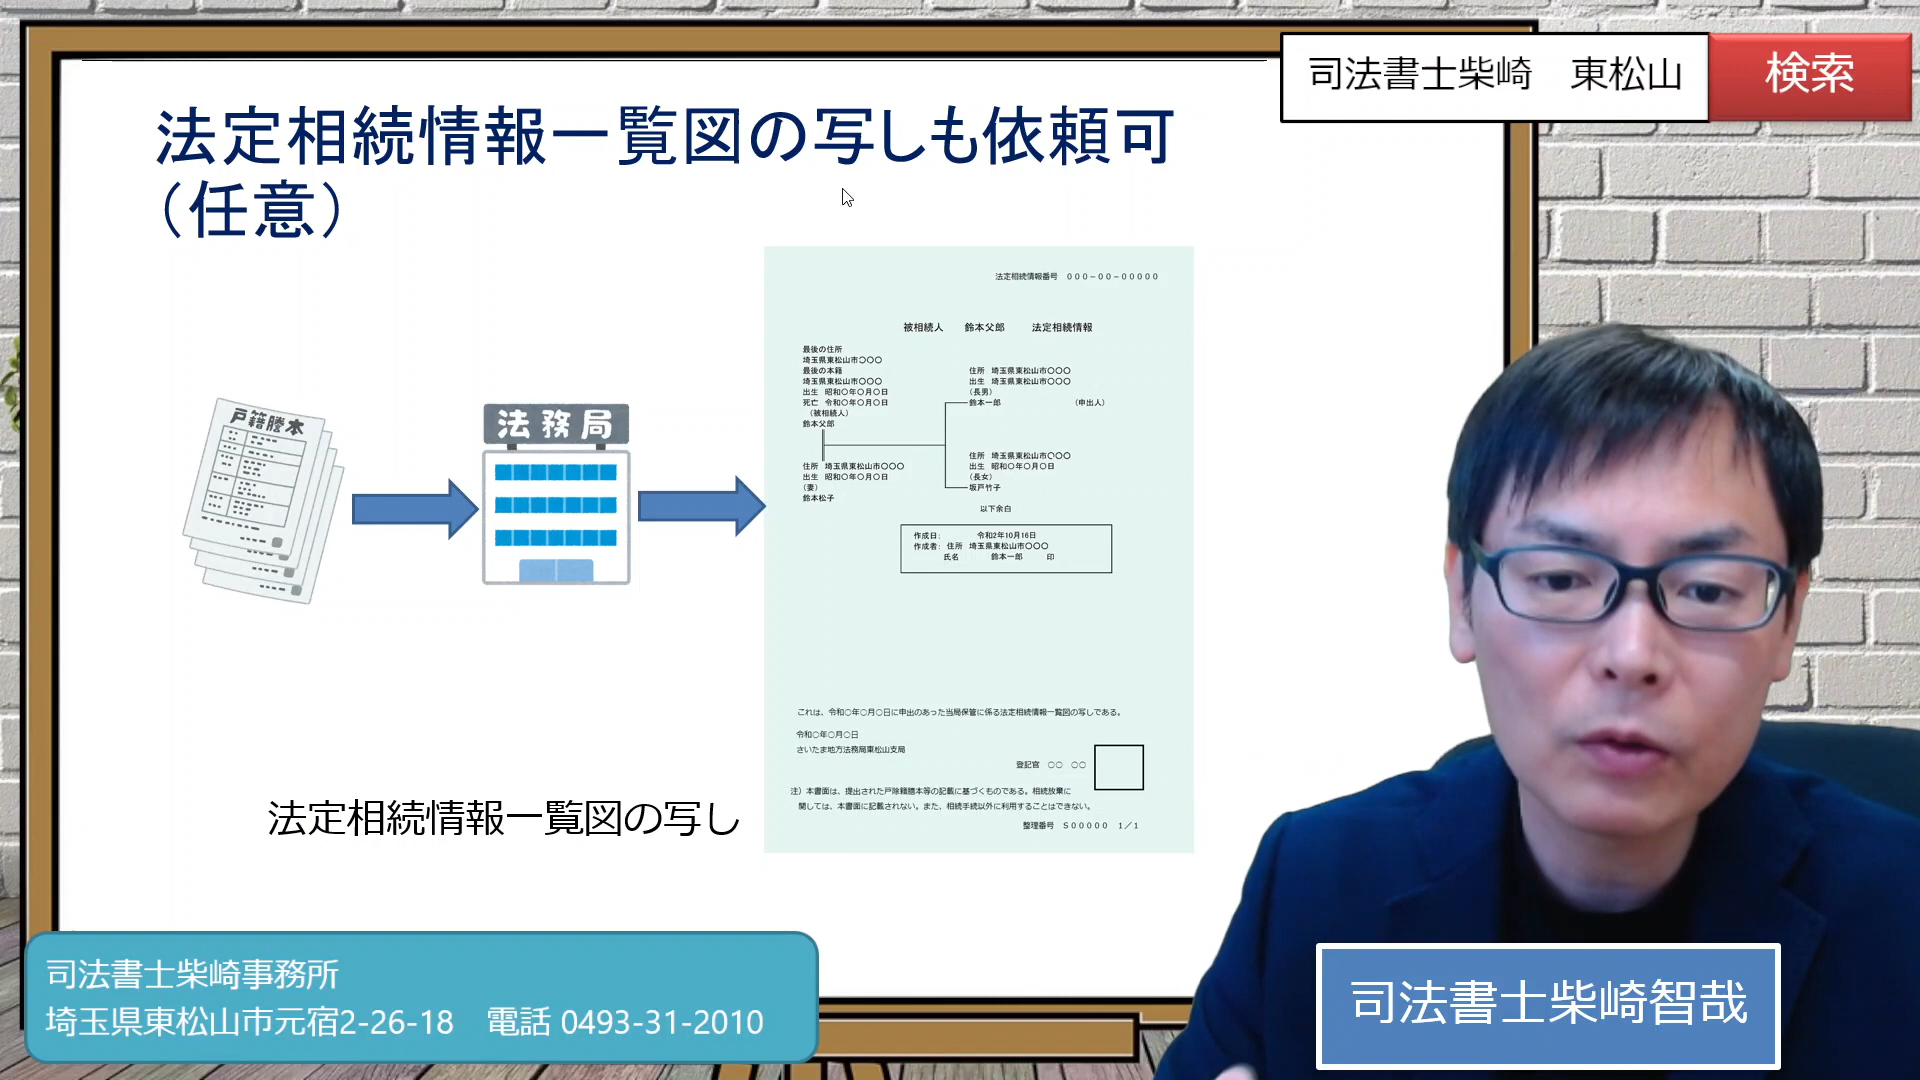 司法書士柴崎　東松山
検索
法定相続情報一覧図の写しも依頼可
（任意）
戸籍謄本
法務局
法定相続情報番号　０００－００－０００００
被相続人　鈴本父郎　法定相続情報
最後の住所
埼玉県東松山市〇〇〇
最後の本籍
埼玉県東松山市〇〇〇
出生　昭和〇年〇月〇日
死亡　令和〇年〇月〇日
（被相続人）
鈴本父郎
住所　埼玉県東松山市〇〇〇
出生　昭和〇年〇月〇日
（妻）
鈴本松子
住所　埼玉県東松山市〇〇〇
出生　埼玉県東松山市〇〇〇
（長男）
鈴本一郎　（申出人）
住所　埼玉県東松山市〇〇〇
出生　昭和〇年〇月〇日
（長女）
坂戸竹子
以下余白
作成日：　令和2年10月16日
作成者：　住所　埼玉県東松山市〇〇〇
氏名　鈴本一郎　印
これは、令和〇年〇月〇日に申出のあった当局保管に係る法定相続情報一覧図の写しである。
令和〇年〇月〇日
さいたま地方法務局東松山支局
登記官　〇〇　〇〇
注）本書面は、提出された戸除籍謄本等の記載に基づくものである。相続放棄に
関しては、本書面に記載されない。また、相続手続以外に利用することはできない。
整理番号　Ｓ０００００　１／１
法定相続情報一覧図の写し
司法書士柴崎事務所
埼玉県東松山市元宿2-26-18　電話 0493-31-2010
司法書士柴崎智哉